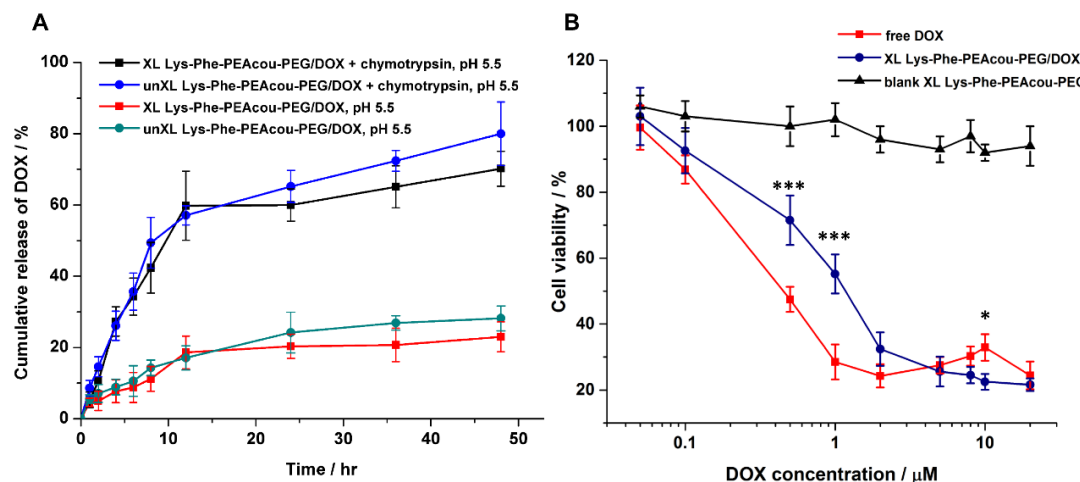 A
XL Lys-Phe-PEAcou-PEG/DOX + chymotrypsin, pH 5.5
unXL Lys-Phe-PEAcou-PEG/DOX + chymotrypsin, pH 5.5
XL Lys-Phe-PEAcou-PEG/DOX, pH 5.5
unXL Lys-Phe-PEAcou-PEG/DOX, pH 5.5
Cumulative release of DOX / %
100
80
60
40
20
0
0 10 20 30 40 50
Time / hr
B
free DOX
XL Lys-Phe-PEAcou-PEG/DOX
blank XL Lys-Phe-PEAcou-PEG
Cell viability / %
120
100
80
60
40
20
***
***
*
0.1 1 10
DOX concentration / μM